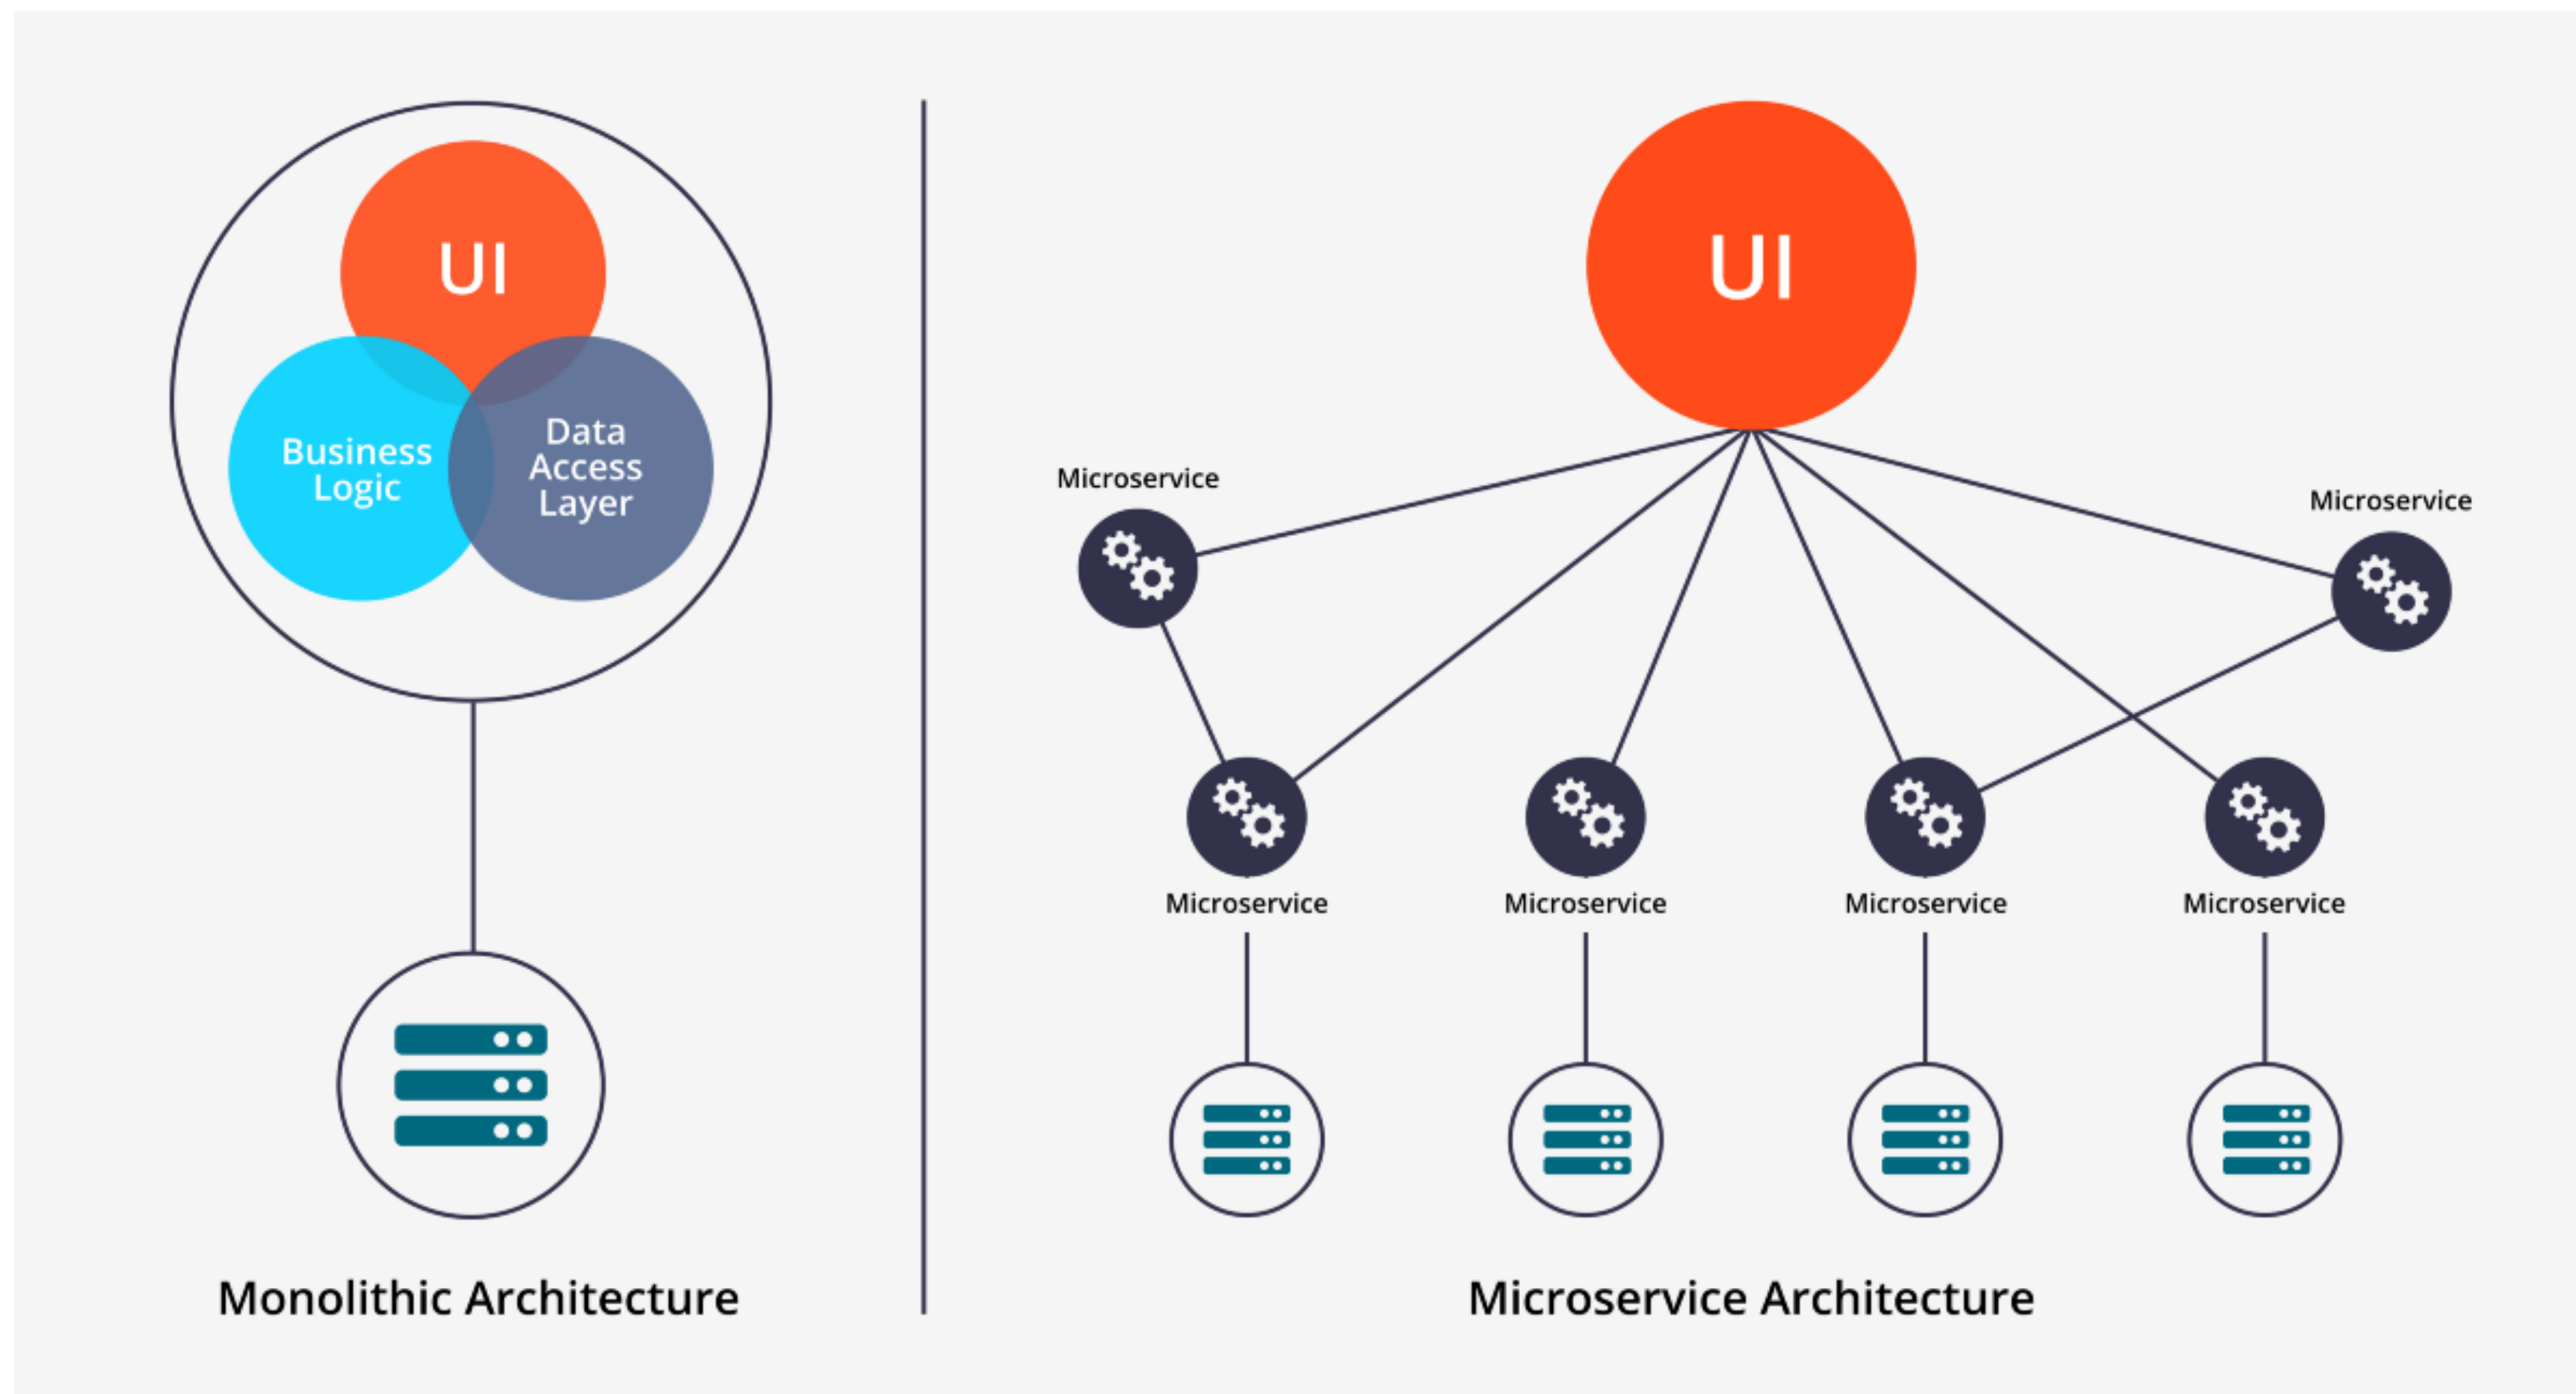 UI
Business
Logic
Data
Access
Layer
Monolithic Architecture
UI
Microservice
Microservice
Microservice
Microservice
Microservice
Microservice
Microservice Architecture